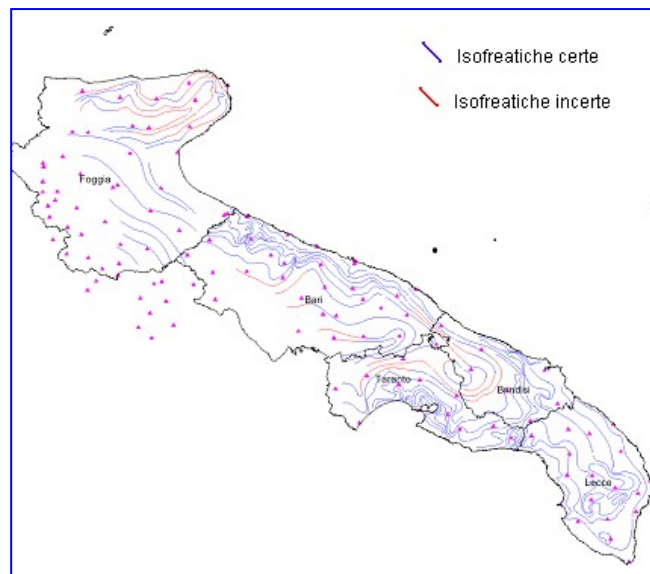 Isofreatiche certe
Isofreatiche incerte
Foggia
Bari
Taranto
Brindisi
Lecce